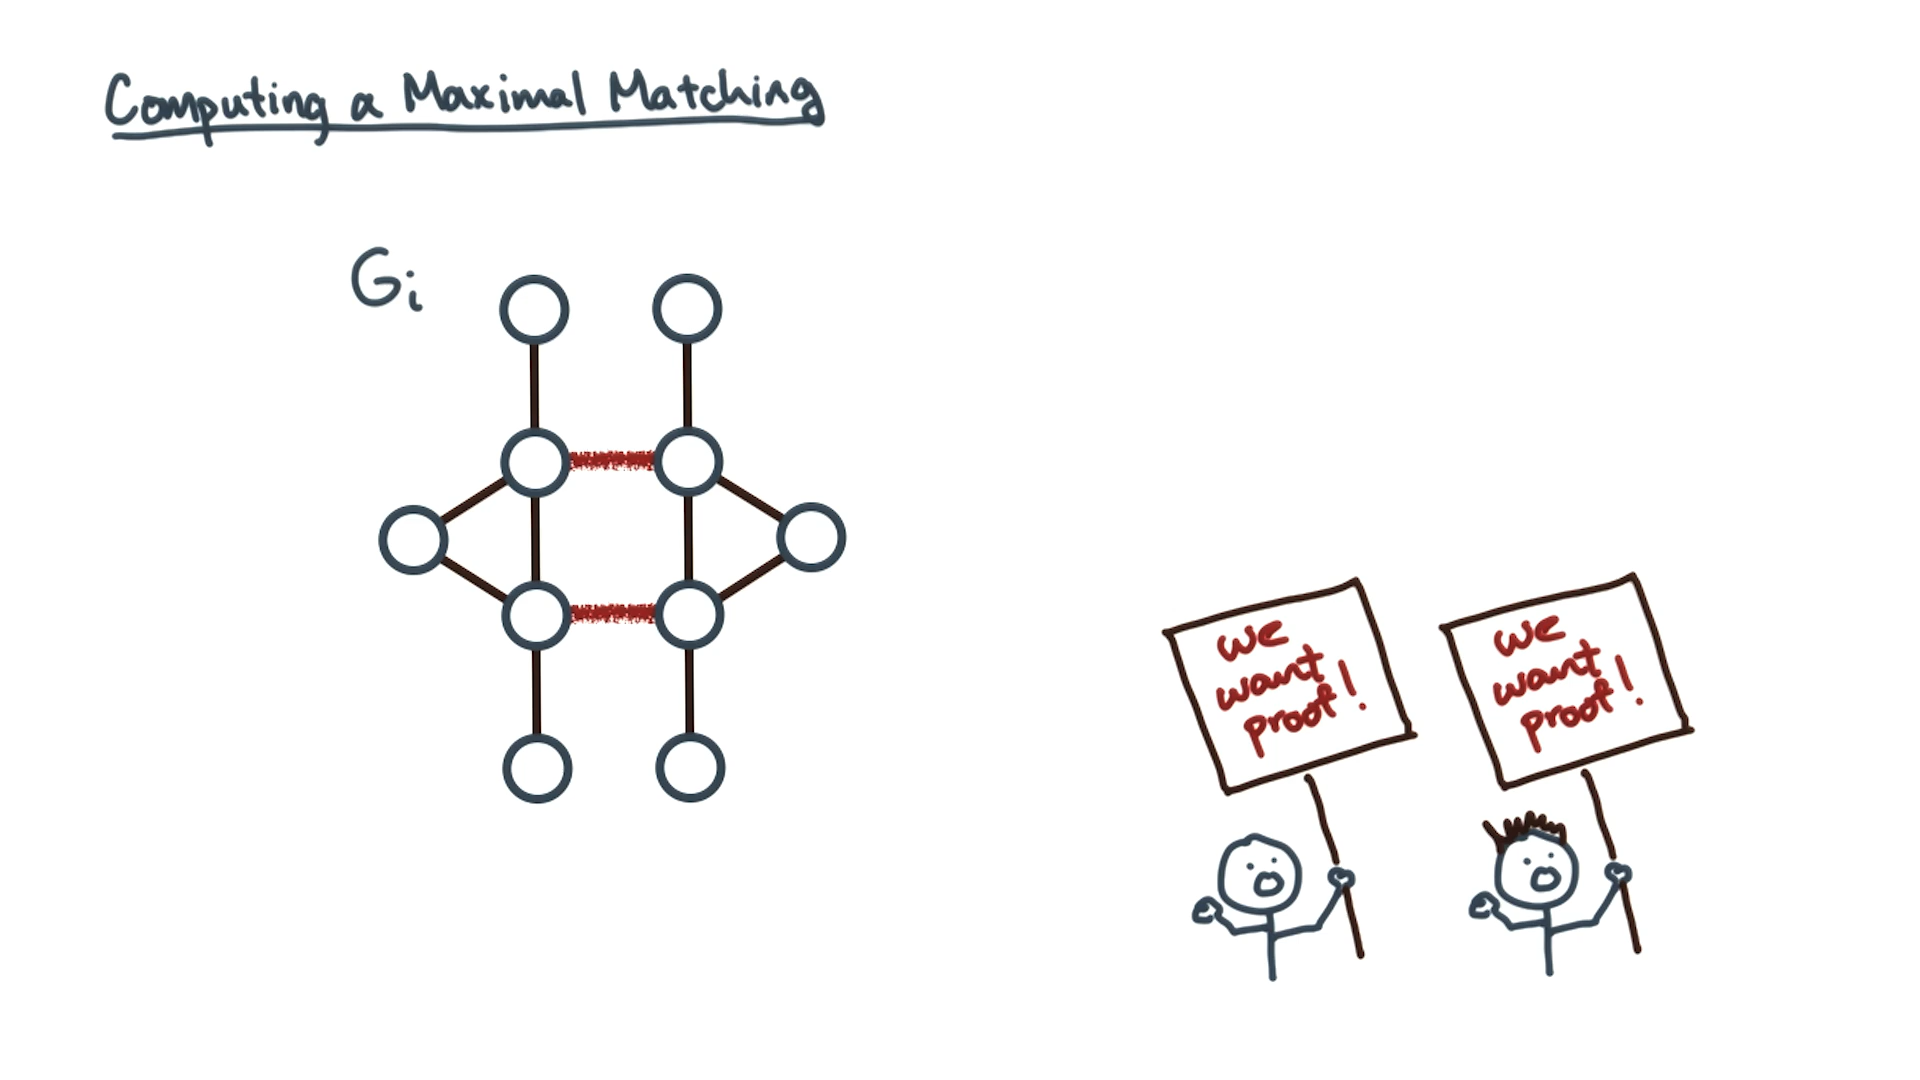 Computing a Maximal Matching
Gi
we
want
proof!
we
want
proof!